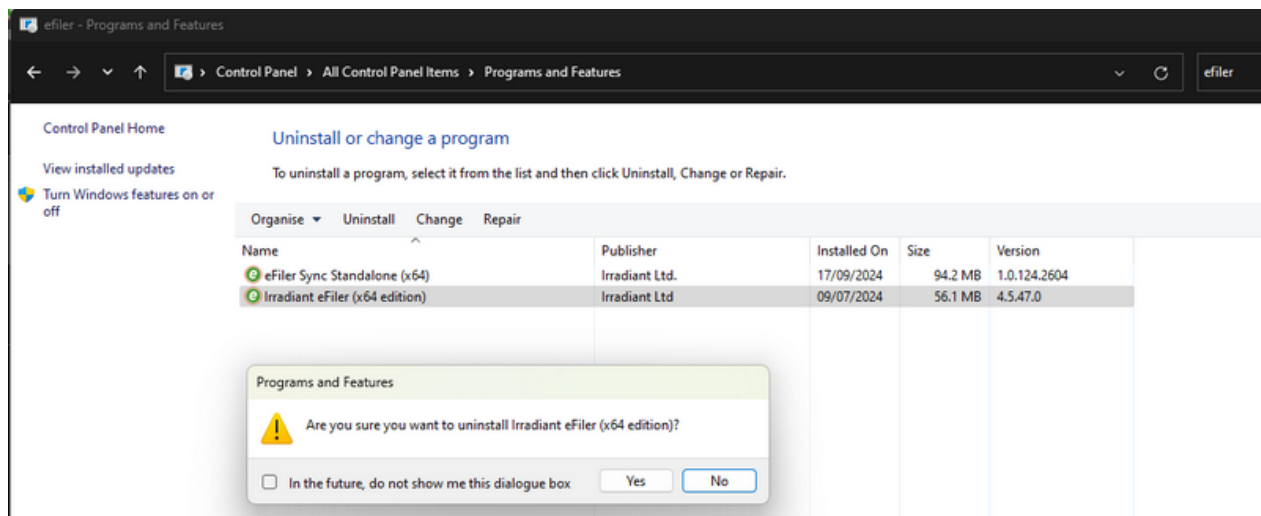 efiler - Programs and Features
Control Panel > All Control Panel Items > Programs and Features
efiler
Control Panel Home
View installed updates
Turn Windows features on or
off
Uninstall or change a program
To uninstall a program, select it from the list and then click Uninstall, Change or Repair.
Organise Uninstall Change Repair
Name Publisher Installed On Size Version
eFiler Sync Standalone (x64) Irradiant Ltd. 17/09/2024 94.2 MB 1.0.124.2604
Irradiant eFiler (x64 edition) Irradiant Ltd 09/07/2024 56.1 MB 4.5.47.0
Programs and Features
Are you sure you want to uninstall Irradiant eFiler (x64 edition)?
In the future, do not show me this dialogue box Yes No